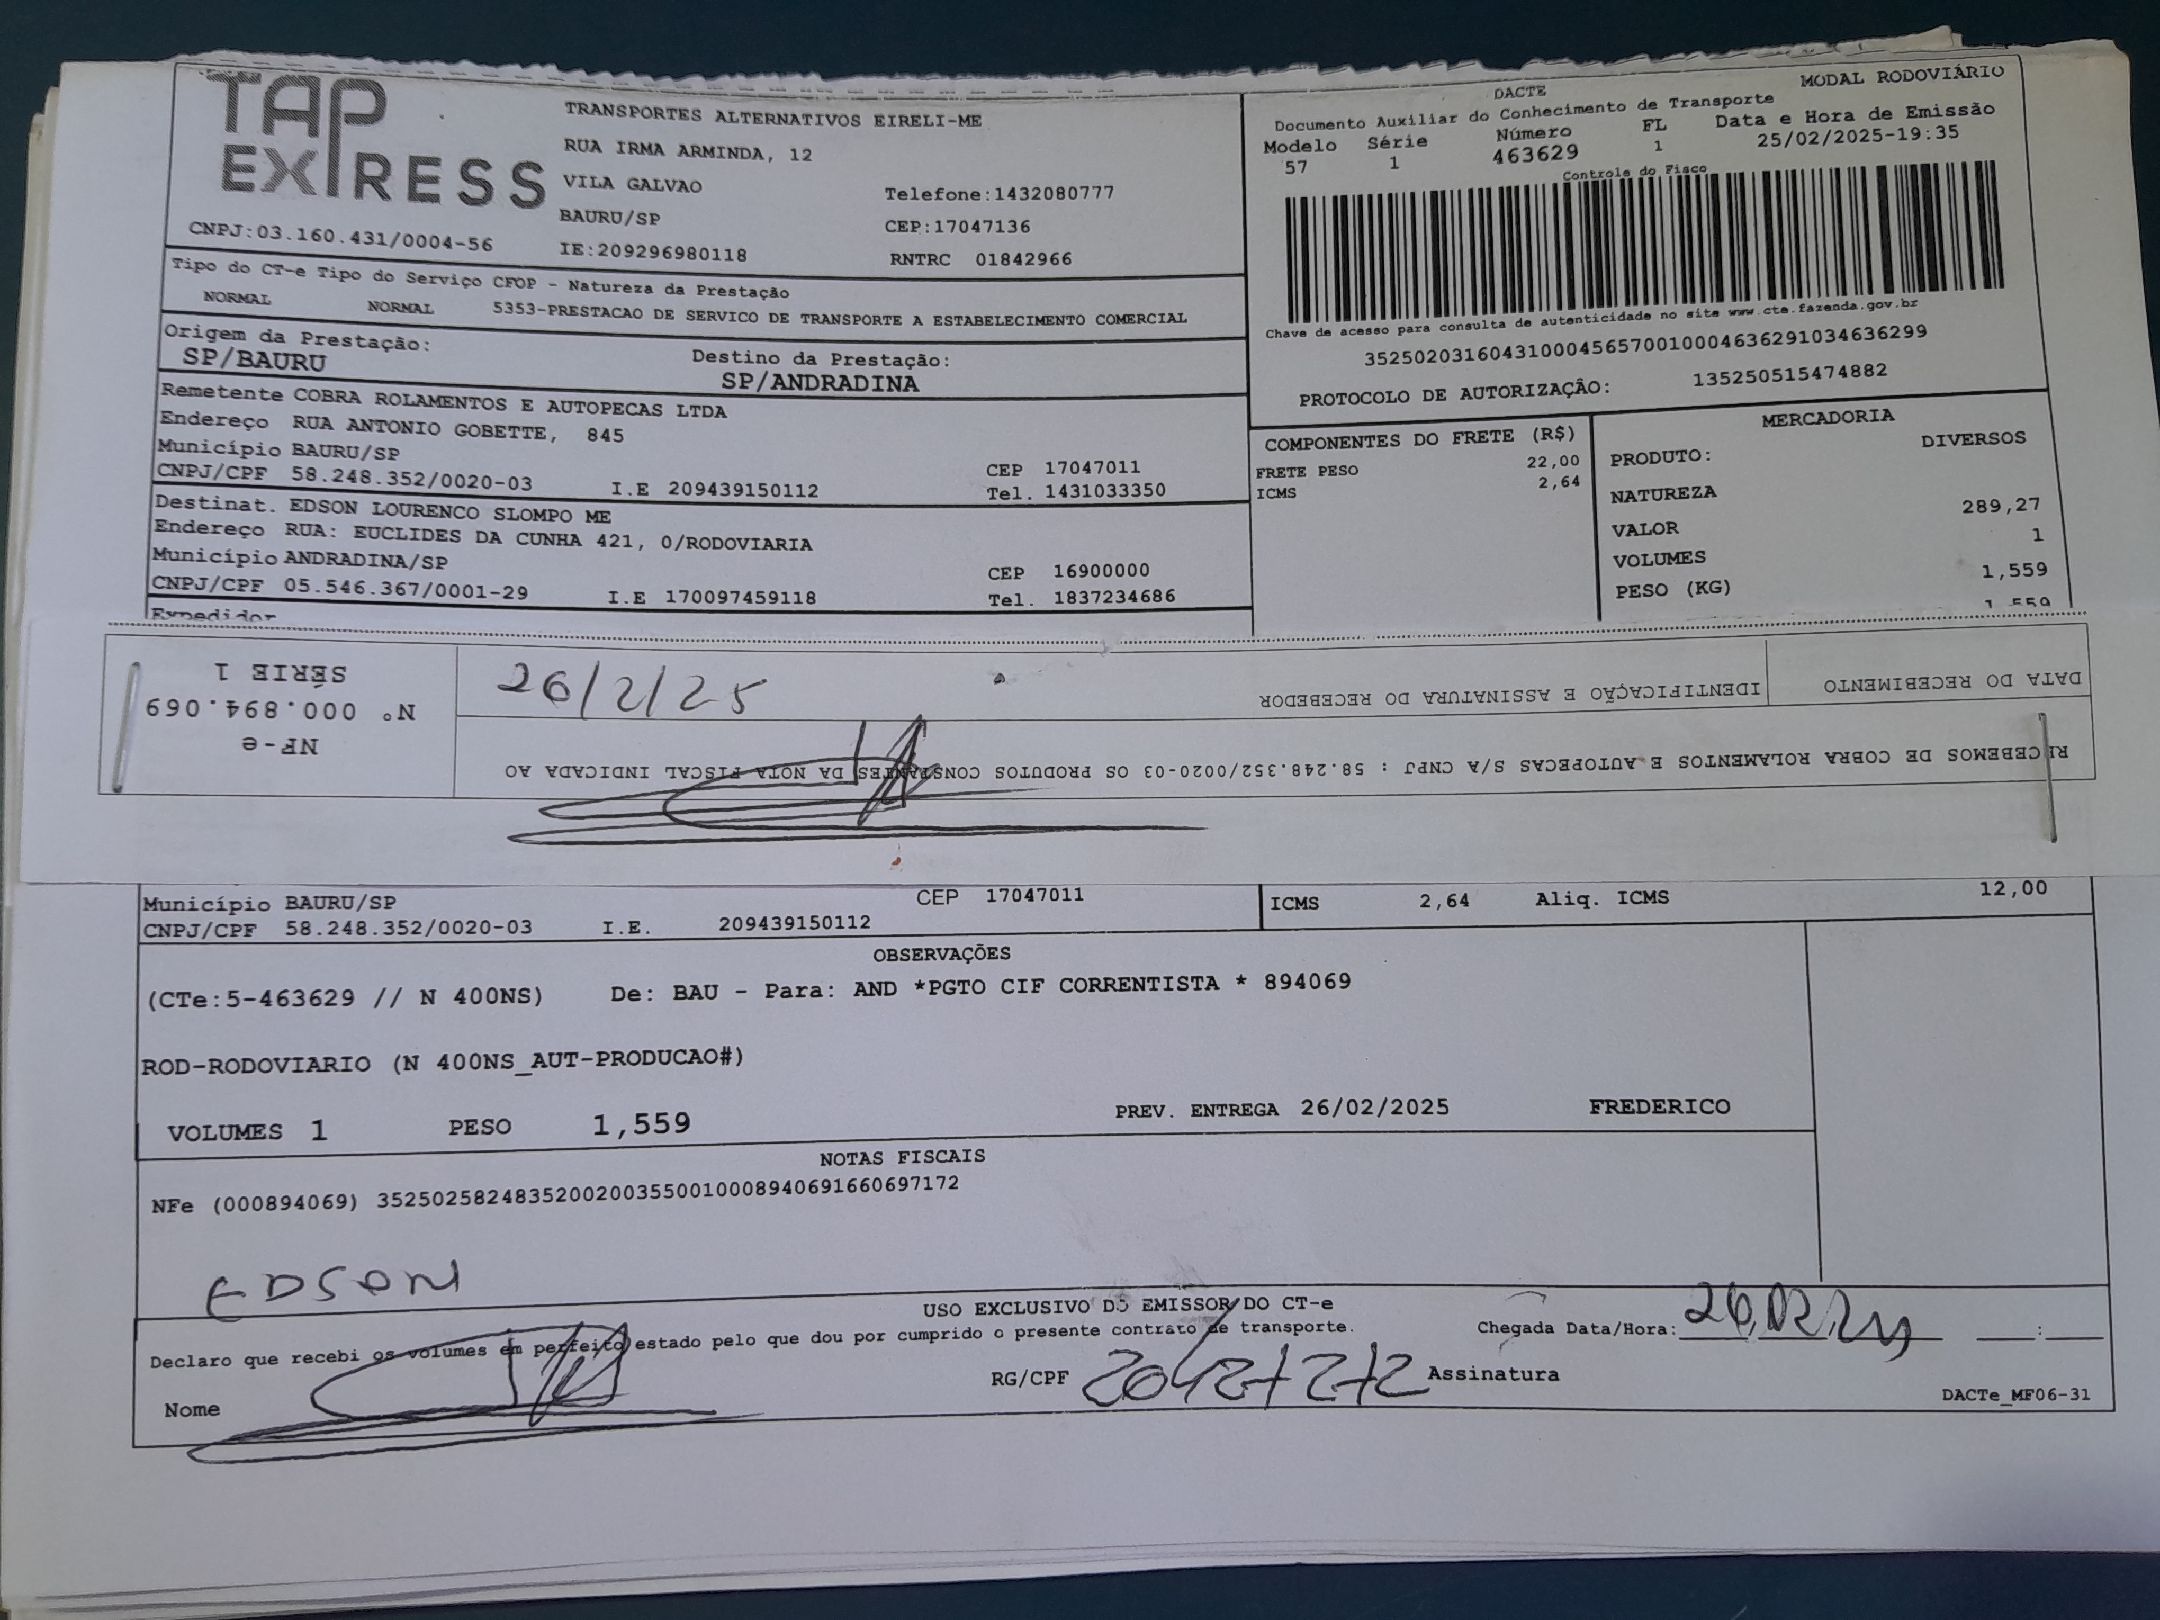 TAP EXPRESS
TRANSPORTES ALTERNATIVOS EIRELI-ME
RUA IRMA ARMINDA, 12
VILA GALVAO
Telefone:1432080777
BAURU/SP
CEP:17047136
CNPJ:03.160.431/0004-56
IE:209296980118
RNTRC 01842966
DACTE
MODAL RODOVIÁRIO
Documento Auxiliar do Conhecimento de Transporte
Modelo Série Número FL Data e Hora de Emissão
57 1 463629 1 25/02/2025-19:35
Controle do Fisco
Chave de acesso para consulta de autenticidade no site www.cte.fazenda.gov.br
35250203160431000456570010004636291034636299
PROTOCOLO DE AUTORIZAÇÃO: 135250515474882
Tipo do CT-e Tipo do Serviço CFOP - Natureza da Prestação
NORMAL NORMAL 5353-PRESTACAO DE SERVICO DE TRANSPORTE A ESTABELECIMENTO COMERCIAL
Origem da Prestação: Destino da Prestação:
SP/BAURU SP/ANDRADINA
Remetente COBRA ROLAMENTOS E AUTOPECAS LTDA
Endereço RUA ANTONIO GOBETTE, 845
Município BAURU/SP CEP 17047011
CNPJ/CPF 58.248.352/0020-03 I.E 209439150112 Tel. 1431033350
Destinat. EDSON LOURENCO SLOMPO ME
Endereço RUA: EUCLIDES DA CUNHA 421, 0/RODOVIARIA
Município ANDRADINA/SP CEP 16900000
CNPJ/CPF 05.546.367/0001-29 I.E 170097459118 Tel. 1837234686
Expedidor
COMPONENTES DO FRETE (R$)
FRETE PESO 22,00
ICMS 2,64
MERCADORIA
PRODUTO: DIVERSOS
NATUREZA
VALOR 289,27
VOLUMES 1
PESO (KG) 1,559
1,559
RECEBEMOS DE COBRA ROLAMENTOS E AUTOPECAS S/A CNPJ : 58.248.352/0020-03 OS PRODUTOS CONSTANTES DA NOTA FISCAL INDICADA AO
DATA DO RECEBIMENTO
IDENTIFICAÇÃO E ASSINATURA DO RECEBEDOR
NF-e
N° 000.894.069
SÉRIE 1
26/2/25
Município BAURU/SP CEP 17047011
CNPJ/CPF 58.248.352/0020-03 I.E. 209439150112
ICMS 2,64 Aliq. ICMS 12,00
OBSERVAÇÕES
(CTe:5-463629 // N 400NS) De: BAU - Para: AND *PGTO CIF CORRENTISTA * 894069
ROD-RODOVIARIO (N 400NS_AUT-PRODUCAO#)
VOLUMES 1 PESO 1,559 PREV. ENTREGA 26/02/2025 FREDERICO
NOTAS FISCAIS
NFe (000894069) 35250258248352002003550010008940691660697172
EDSON
USO EXCLUSIVO DO EMISSOR DO CT-e
Declaro que recebi os volumes em perfeito estado pelo que dou por cumprido o presente contrato de transporte.
Chegada Data/Hora: :
Nome RG/CPF Assinatura
DACTe_MF06-31